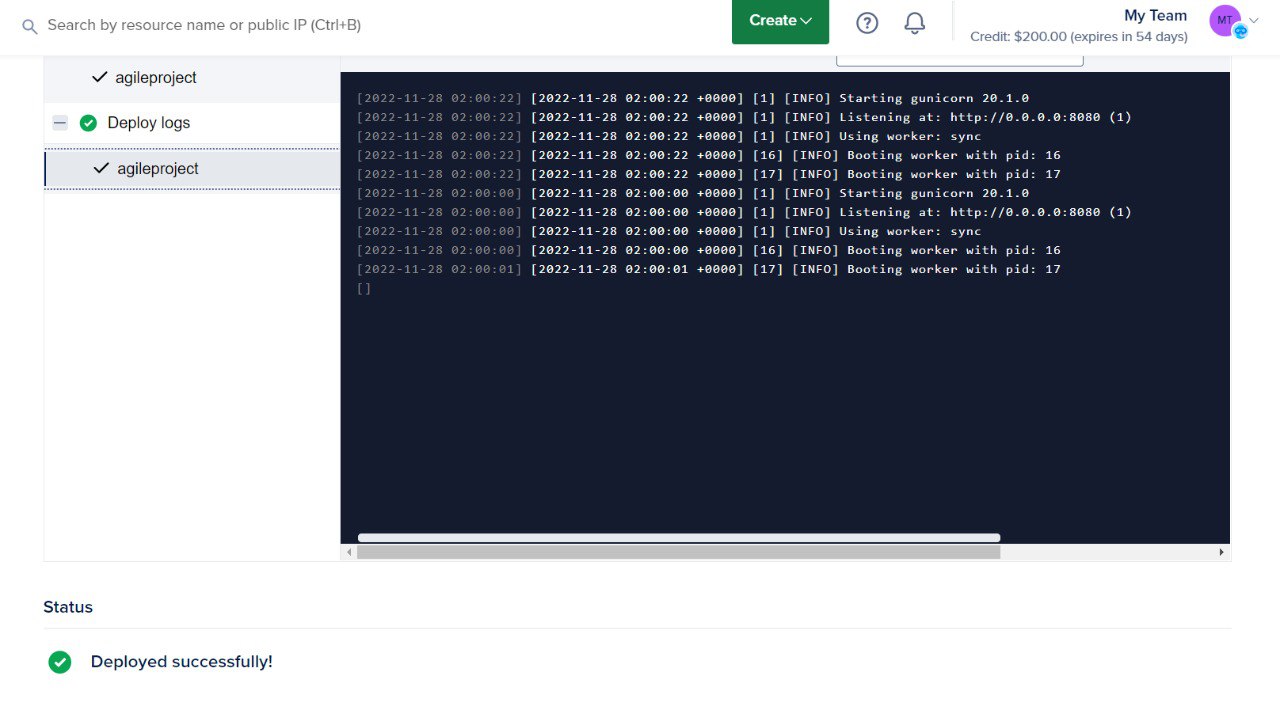 Search by resource name or public IP (Ctrl+B)
Create
My Team
Credit: $200.00 (expires in 54 days)
MT
agileproject
Deploy logs
agileproject
[2022-11-28 02:00:22] [2022-11-28 02:00:22 +0000] [1] [INFO] Starting gunicorn 20.1.0
[2022-11-28 02:00:22] [2022-11-28 02:00:22 +0000] [1] [INFO] Listening at: http://0.0.0.0:8080 (1)
[2022-11-28 02:00:22] [2022-11-28 02:00:22 +0000] [1] [INFO] Using worker: sync
[2022-11-28 02:00:22] [2022-11-28 02:00:22 +0000] [16] [INFO] Booting worker with pid: 16
[2022-11-28 02:00:22] [2022-11-28 02:00:22 +0000] [17] [INFO] Booting worker with pid: 17
[2022-11-28 02:00:00] [2022-11-28 02:00:00 +0000] [1] [INFO] Starting gunicorn 20.1.0
[2022-11-28 02:00:00] [2022-11-28 02:00:00 +0000] [1] [INFO] Listening at: http://0.0.0.0:8080 (1)
[2022-11-28 02:00:00] [2022-11-28 02:00:00 +0000] [1] [INFO] Using worker: sync
[2022-11-28 02:00:00] [2022-11-28 02:00:00 +0000] [16] [INFO] Booting worker with pid: 16
[2022-11-28 02:00:01] [2022-11-28 02:00:01 +0000] [17] [INFO] Booting worker with pid: 17
[]
Status
Deployed successfully!